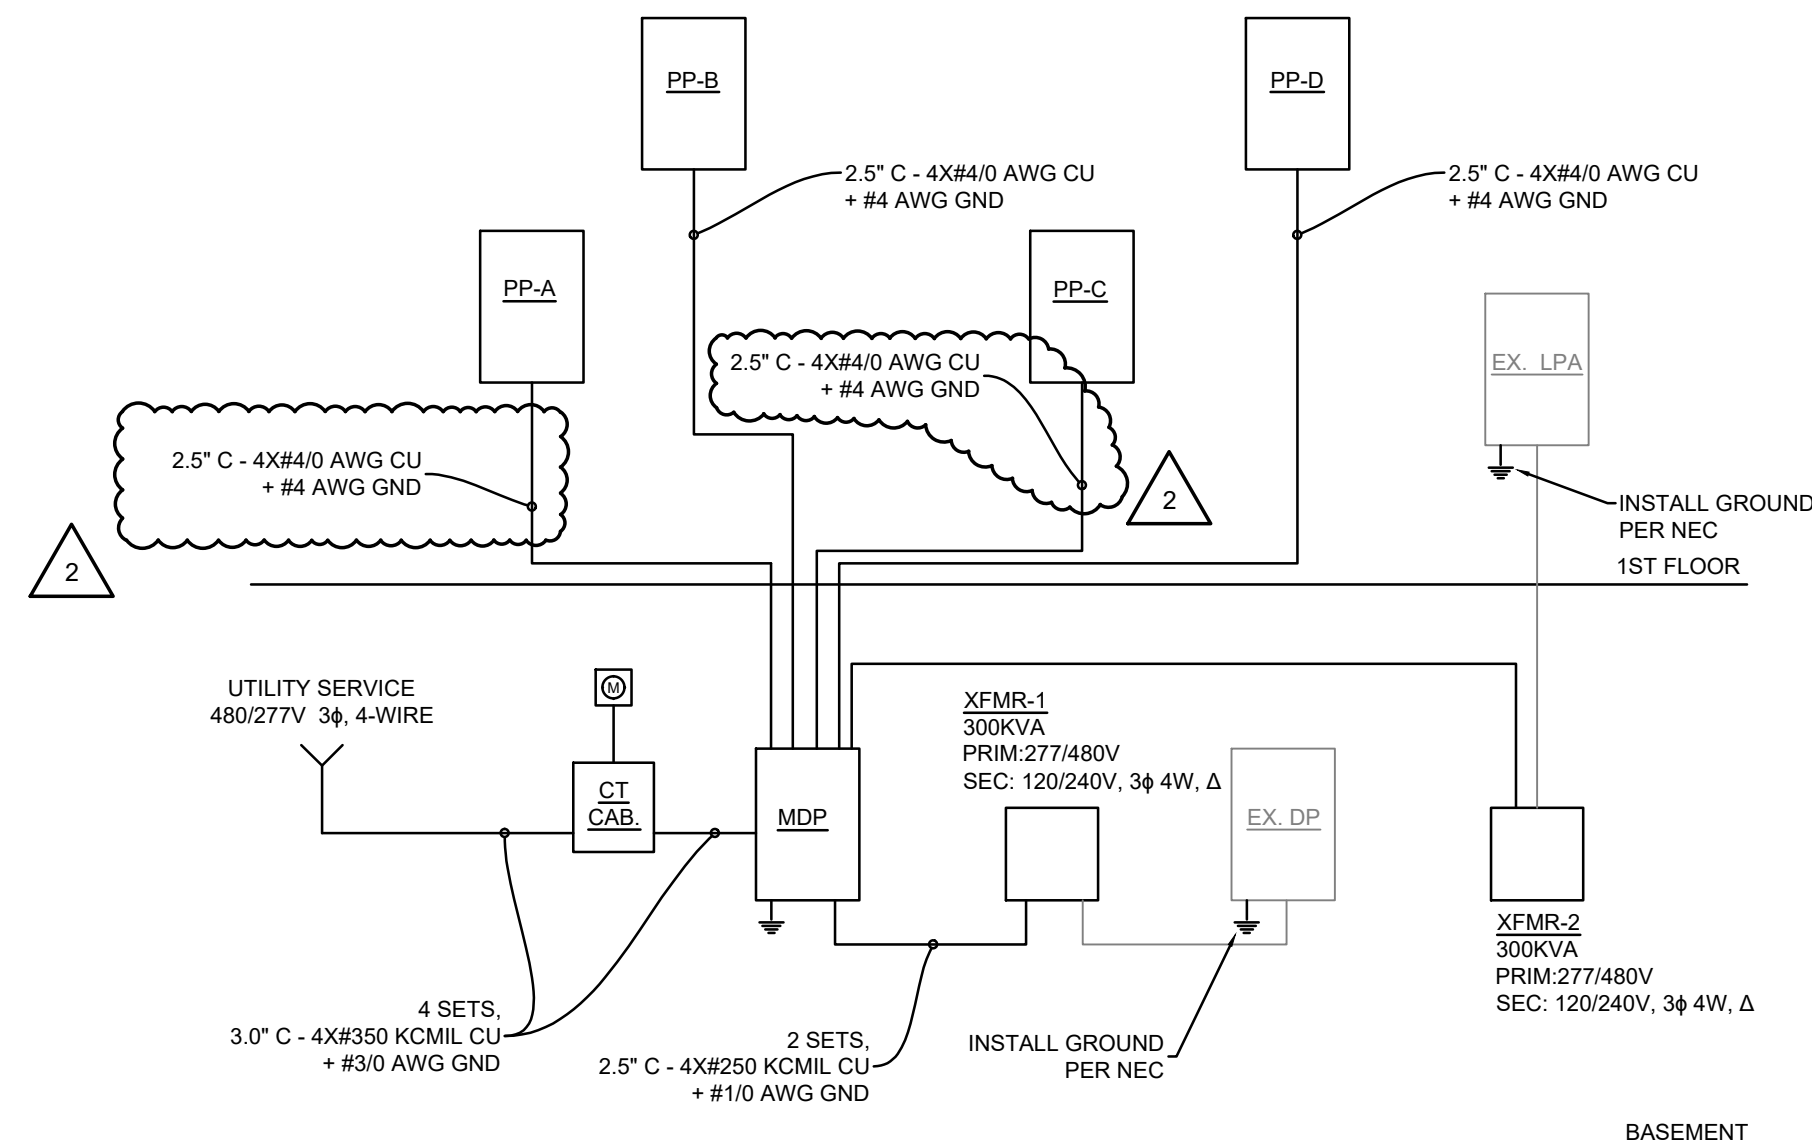 PP-B
PP-D
2.5" C - 4X#4/0 AWG CU
+ #4 AWG GND
2.5" C - 4X#4/0 AWG CU
+ #4 AWG GND
PP-A
PP-C
2.5" C - 4X#4/0 AWG CU
+ #4 AWG GND
EX. LPA
2.5" C - 4X#4/0 AWG CU
+ #4 AWG GND
2
2
INSTALL GROUND
PER NEC
1ST FLOOR
UTILITY SERVICE
480/277V 3ϕ, 4-WIRE
M
CT
CAB.
MDP
XFMR-1
300KVA
PRIM:277/480V
SEC: 120/240V, 3ϕ 4W, Δ
EX. DP
XFMR-2
300KVA
PRIM:277/480V
SEC: 120/240V, 3ϕ 4W, Δ
4 SETS,
3.0" C - 4X#350 KCMIL CU
+ #3/0 AWG GND
2 SETS,
2.5" C - 4X#250 KCMIL CU
+ #1/0 AWG GND
INSTALL GROUND
PER NEC
BASEMENT